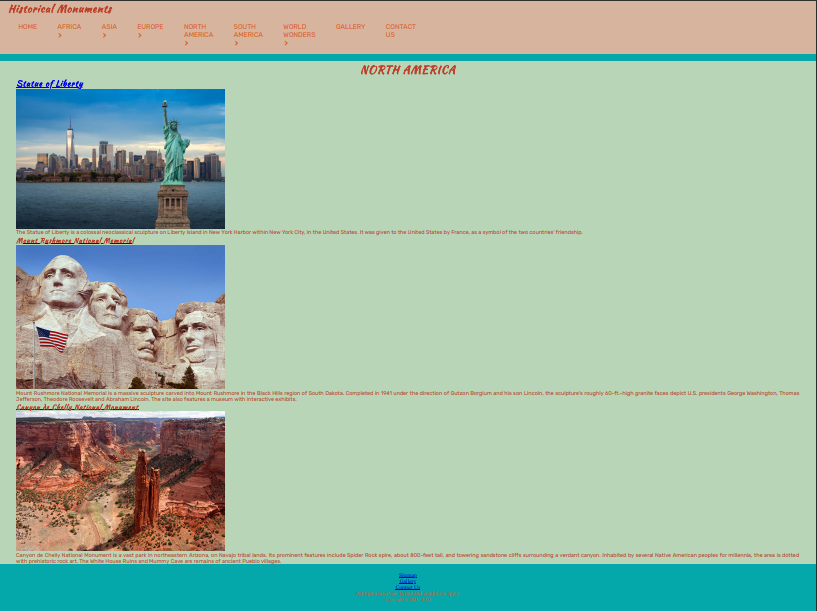 Historical Monuments
HOME AFRICA ASIA EUROPE NORTH SOUTH WORLD GALLERY CONTACT
> > > AMERICA AMERICA WONDERS US
> > >
NORTH AMERICA
Statue of Liberty
The Statue of Liberty is a colossal neoclassical sculpture on Liberty Island in New York Harbor within New York City, in the United States. It was given to the United States by France, as a symbol of the two countries' friendship.
Mount Rushmore National Memorial
Mount Rushmore National Memorial is a massive sculpture carved into Mount Rushmore in the Black Hills region of South Dakota. Completed in 1941 under the direction of Gutzon Borglum and his son Lincoln, the sculpture's roughly 60-ft.-high granite faces depict U.S. presidents George Washington, Thomas
Jefferson, Theodore Roosevelt and Abraham Lincoln. The site also features a museum with interactive exhibits.
Canyon de Chelly National Monument
Canyon de Chelly National Monument is a vast park in northeastern Arizona, on Navajo tribal lands. Its prominent features include Spider Rock spire, about 800-feet tall, and towering sandstone cliffs surrounding a verdant canyon. Inhabited by several Native American peoples for millennia, the area is dotted
with prehistoric rock art. The White House Ruins and Mummy Cave are remains of ancient Pueblo villages.
Sitemap
Gallery
Contact Us